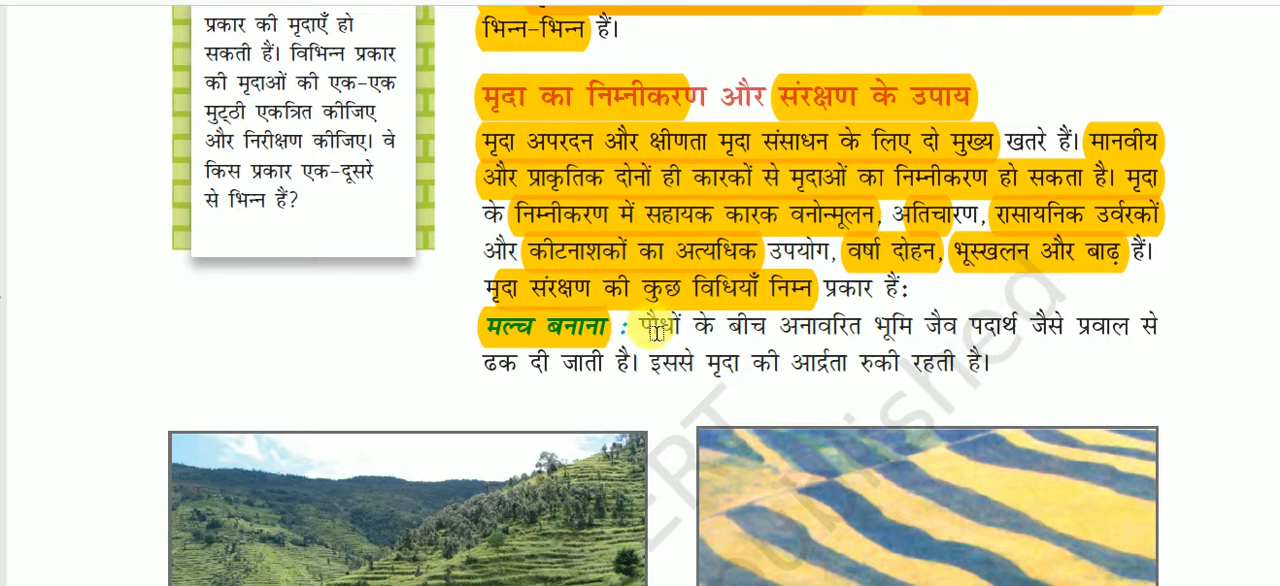 प्रकार की मृदाएँ हो
सकती हैं। विभिन्न प्रकार
की मृदाओं की एक-एक
मुट्ठी एकत्रित कीजिए
और निरीक्षण कीजिए। वे
किस प्रकार एक-दूसरे
से भिन्न हैं?
भिन्न-भिन्न हैं।
मृदा का निम्नीकरण और संरक्षण के उपाय
मृदा अपरदन और क्षीणता मृदा संसाधन के लिए दो मुख्य खतरे हैं। मानवीय
और प्राकृतिक दोनों ही कारकों से मृदाओं का निम्नीकरण हो सकता है। मृदा
के निम्नीकरण में सहायक कारक वनोन्मूलन, अतिचारण, रासायनिक उर्वरकों
और कीटनाशकों का अत्यधिक उपयोग, वर्षा दोहन, भूस्खलन और बाढ़ हैं।
मृदा संरक्षण की कुछ विधियाँ निम्न प्रकार हैं:
मल्च बनाना : पौधों के बीच अनावरित भूमि जैव पदार्थ जैसे प्रवाल से
ढक दी जाती है। इससे मृदा की आर्द्रता रुकी रहती है।